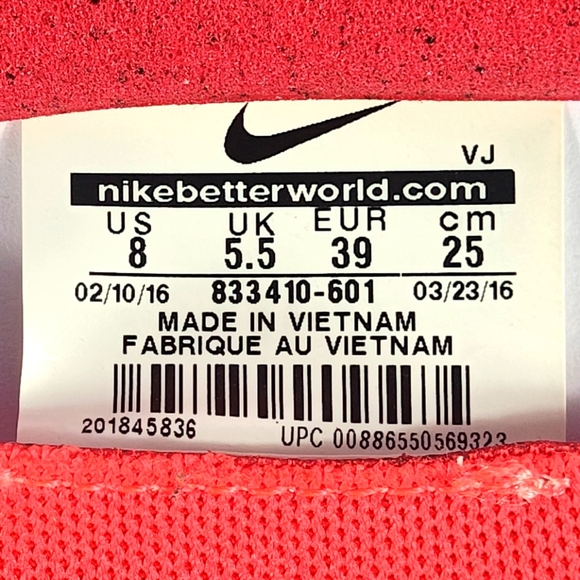 VJ
nikebetterworld.com
US UK EUR cm
8 5.5 39 25
02/10/16 833410-601 03/23/16
MADE IN VIETNAM
FABRIQUE AU VIETNAM
201845836 UPC 00886550569323